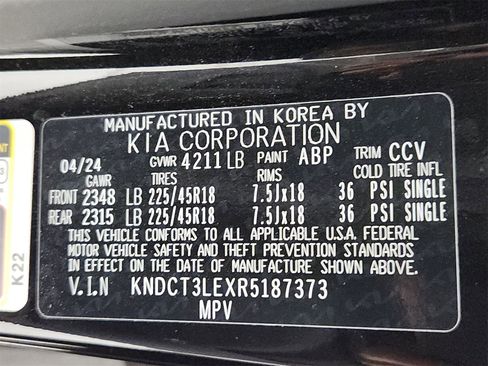 MANUFACTURED IN KOREA BY
KIA CORPORATION
04/24 GVWR 4211 LB PAINT ABP TRIM CCV
GAWR TIRES RIMS COLD TIRE INFL
FRONT 2348 LB 225/45R18 7.5Jx18 36 PSI SINGLE
REAR 2315 LB 225/45R18 7.5Jx18 36 PSI SINGLE
THIS VEHICLE CONFORMS TO ALL APPLICABLE U.S.A. FEDERAL
MOTOR VEHICLE SAFETY AND THEFT PREVENTION STANDARDS
IN EFFECT ON THE DATE OF MANUFACTURE SHOWN ABOVE.
V.I.N KNDCT3LEXR5187373
MPV
K22